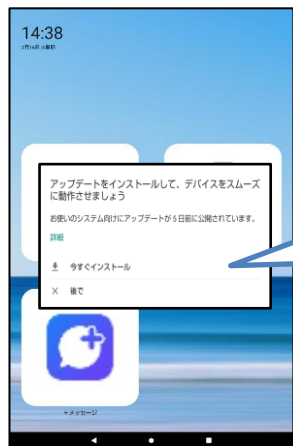 14:38
アップデートをインストールして、デバイスをスムーズ
に動作させましょう
お使いのシステム向けにアップデートが5日前に公開されています。
詳細
今すぐインストール
後で
+メッセージ